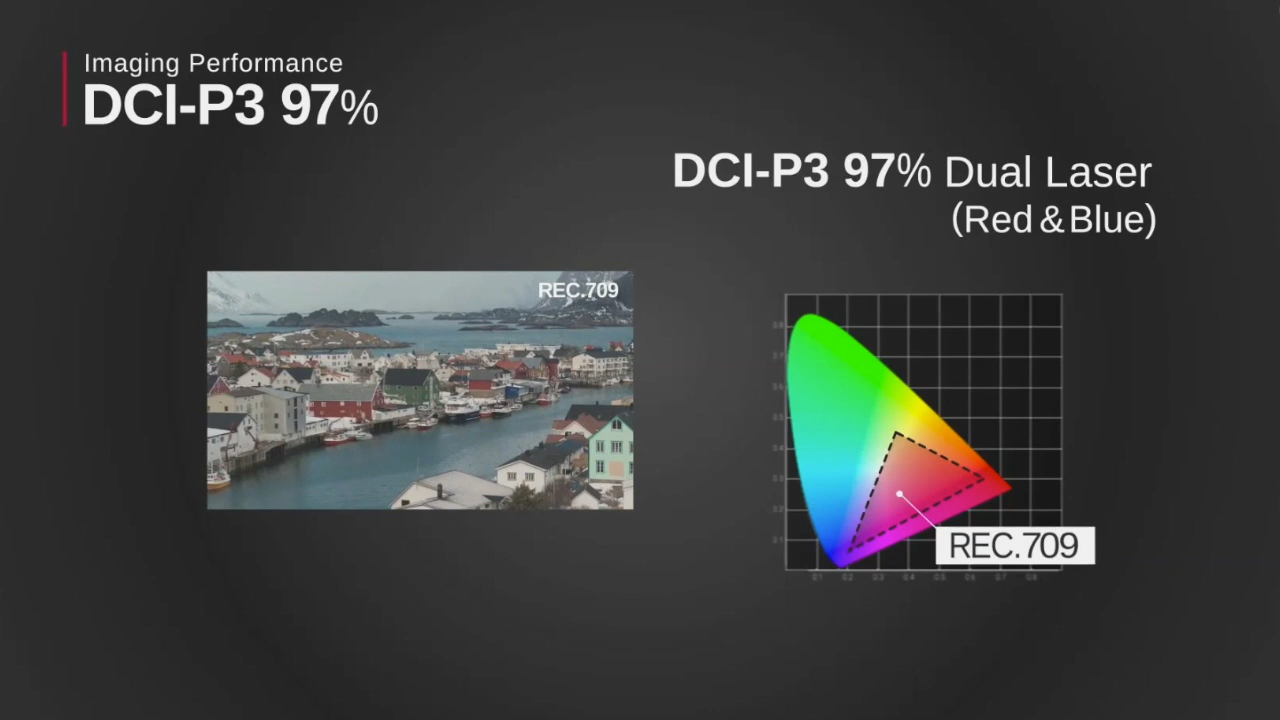 Imaging Performance
DCI-P3 97%
DCI-P3 97% Dual Laser
(Red & Blue)
REC.709
REC.709